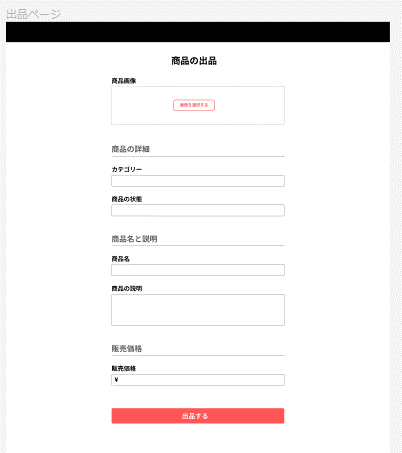 出品ページ
商品の出品
商品画像
画像を選択する
商品の詳細
カテゴリー
商品の状態
商品名と説明
商品名
商品の説明
販売価格
販売価格
¥
出品する